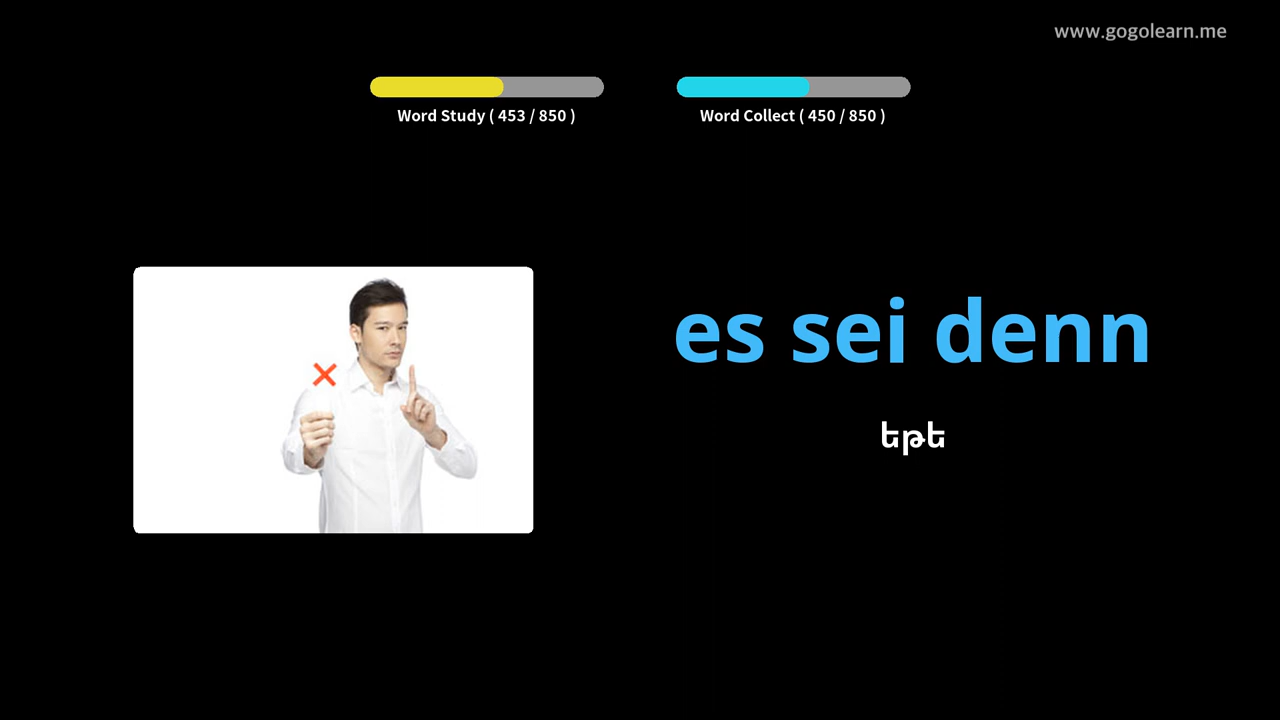 www.gogolearn.me
Word Study ( 453 / 850 )
Word Collect ( 450 / 850 )
es sei denn
եթե